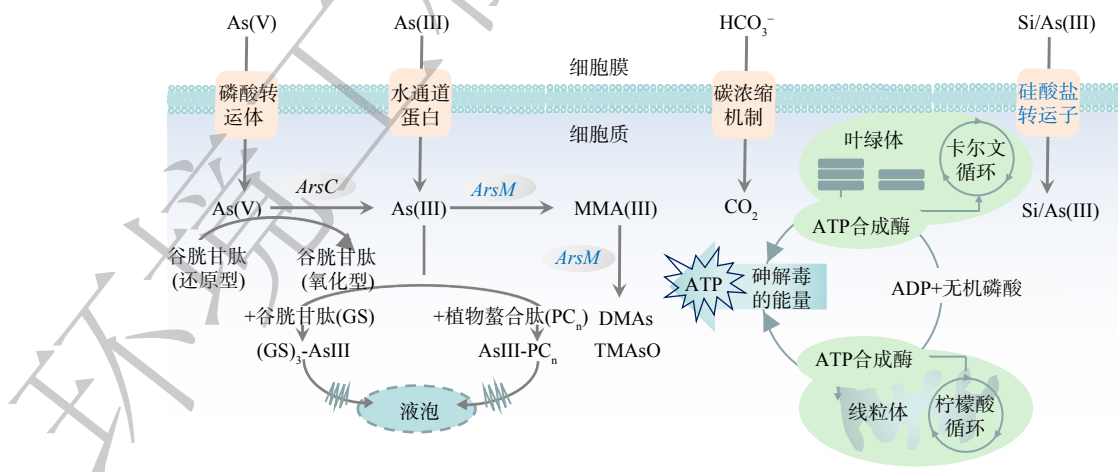 As(V)
As(III)
HCO₃⁻
Si/As(III)
细胞膜
磷酸转
运体
水通道
蛋白
碳浓缩
机制
硅酸盐
转运子
细胞质
叶绿体
卡尔文
循环
As(V)
ArsC
As(III)
ArsM
MMA(III)
CO₂
Si/As(III)
ATP合成酶
谷胱甘肽
(还原型)
谷胱甘肽
(氧化型)
ArsM
ATP
砷解毒
的能量
ADP+无机磷酸
+谷胱甘肽(GS)
+植物螯合肽(PCₙ)
DMAs
(GS)₃-AsIII
AsIII-PCₙ
TMAsO
ATP合成酶
液泡
线粒体
柠檬酸
循环
环境工程